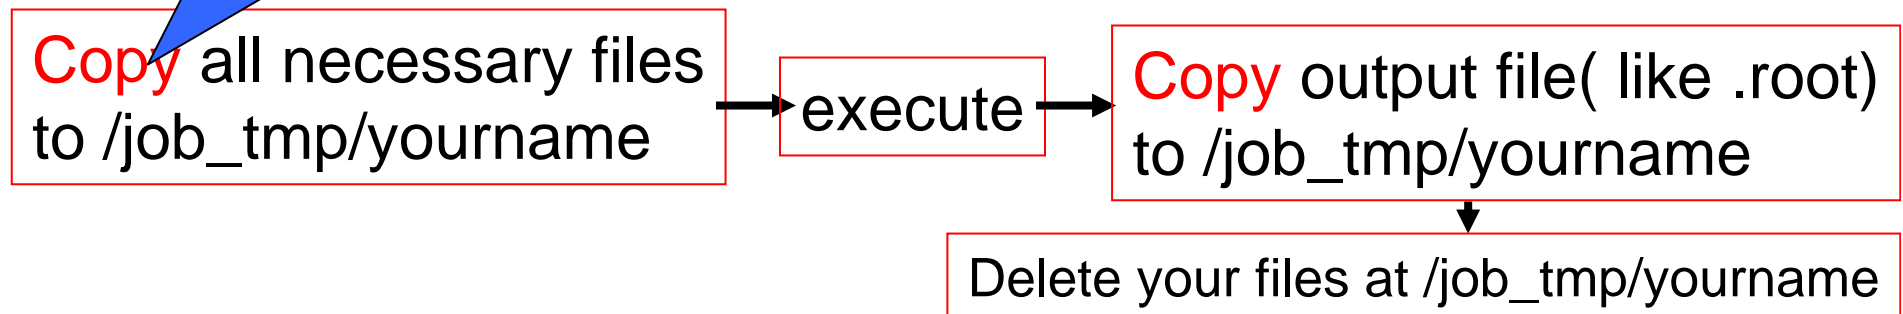 Copy all necessary files
to /job_tmp/yourname
execute
Copy output file( like .root)
to /job_tmp/yourname
Delete your files at /job_tmp/yourname